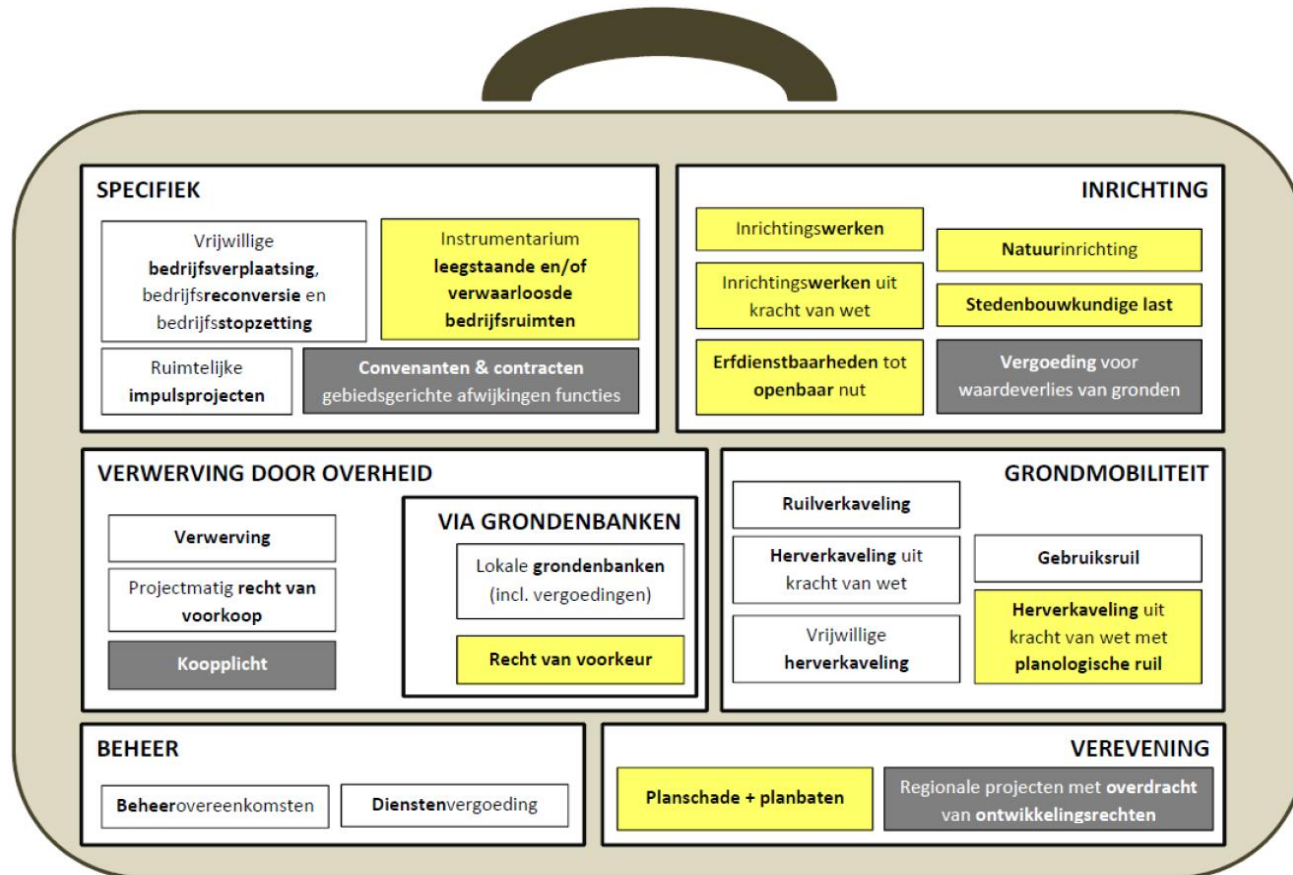 SPECIFIEK
Vrijwillige
bedrijfsverplaatsing,
bedrijfsreconversie en
bedrijfsstopzetting
Instrumentarium
leegstaande en/of
verwaarloosde
bedrijfsruimten
Ruimtelijke
impulsprojecten
Convenanten & contracten
gebiedsgerichte afwijkingen functies
INRICHTING
Inrichtingswerken
Inrichtingswerken uit
kracht van wet
Erfdienstbaarheden tot
openbaar nut
Natuurinrichting
Stedenbouwkundige last
Vergoeding voor
waardeverlies van gronden
VERWERVING DOOR OVERHEID
Verwerving
Projectmatig recht van
voorkoop
Koopplicht
VIA GRONDENBANKEN
Lokale grondenbanken
(incl. vergoedingen)
Recht van voorkeur
GRONDMOBILITEIT
Ruilverkaveling
Herverkaveling uit
kracht van wet
Vrijwillige
herverkaveling
Gebruiksruil
Herverkaveling uit
kracht van wet met
planologische ruil
BEHEER
Beheerovereenkomsten
Dienstenvergoeding
VEREVENING
Planschade + planbaten
Regionale projecten met overdracht
van ontwikkelingsrechten